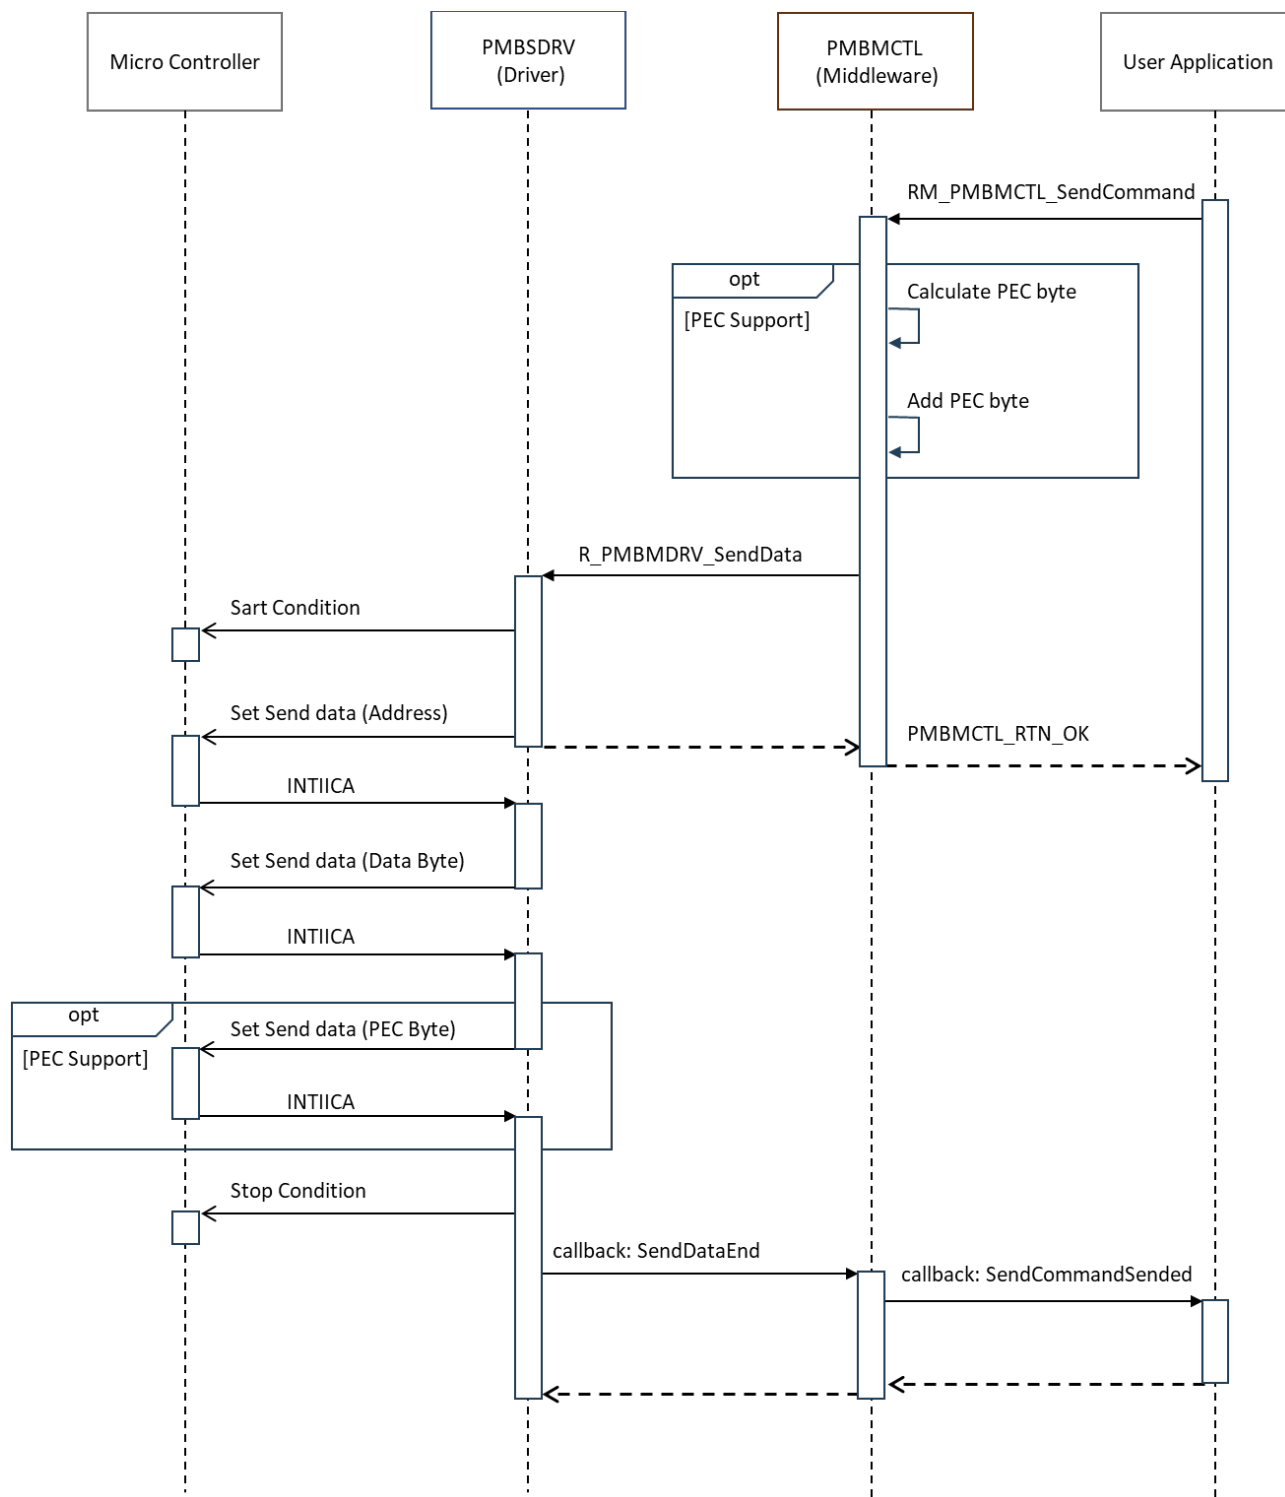 Micro Controller
PMBSDRV
(Driver)
PMBMCTL
(Middleware)
User Application
RM_PMBMCTL_SendCommand
opt
[PEC Support]
Calculate PEC byte
Add PEC byte
R_PMBMDRV_SendData
Sart Condition
Set Send data (Address)
PMBMCTL_RTN_OK
INTIICA
Set Send data (Data Byte)
INTIICA
opt
[PEC Support]
Set Send data (PEC Byte)
INTIICA
Stop Condition
callback: SendDataEnd
callback: SendCommandSended